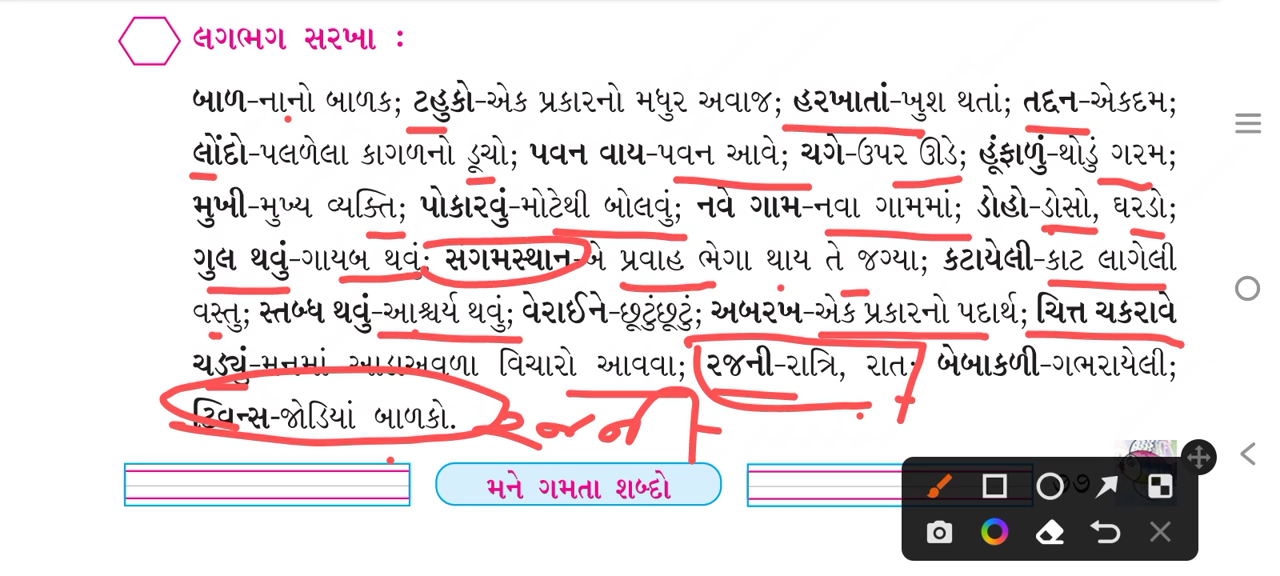 લગભગ સરખા :
બાળ-નાનો બાળક; ટહુકો-એક પ્રકારનો મધુર અવાજ; હરખાતાં-ખુશ થતાં; તદ્દન-એકદમ;
લોંદો-પલળેલા કાગળનો ડૂચો; પવન વાય-પવન આવે; ચગે-ઉપર ઊડે; હૂંફાળું-થોડું ગરમ;
મુખી-મુખ્ય વ્યક્તિ; પોકારવું-મોટેથી બોલવું; નવે ગામ-નવા ગામમાં; ડોહો-ડોસો, ઘરડો;
ગુલ થવું-ગાયબ થવું; સગમસ્થાન-બે પ્રવાહ ભેગા થાય તે જગ્યા; કટાયેલી-કાટ લાગેલી
વસ્તુ; સ્તબ્ધ થવું-આશ્ચર્ય થવું; વેરાઈને-છૂટુંછૂટું; અબરખ-એક પ્રકારનો પદાર્થ; ચિત્ત ચકરાવે
ચડ્યું-મનમાં આડાઅવળા વિચારો આવવા; રજની-રાત્રિ, રાત; બેબાકળી-ગભરાયેલી;
ટ્વિન્સ-જોડિયાં બાળકો. રજની
મને ગમતા શબ્દો